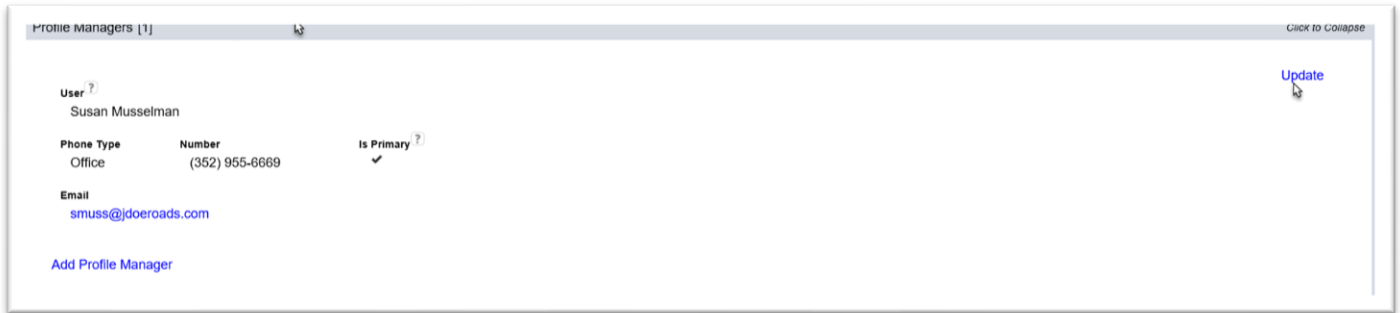 Profile Managers [1] Click to Collapse
Update
User ?
Susan Musselman
Phone Type Number Is Primary ?
Office (352) 955-6669
Email
smuss@jdoeroads.com
Add Profile Manager